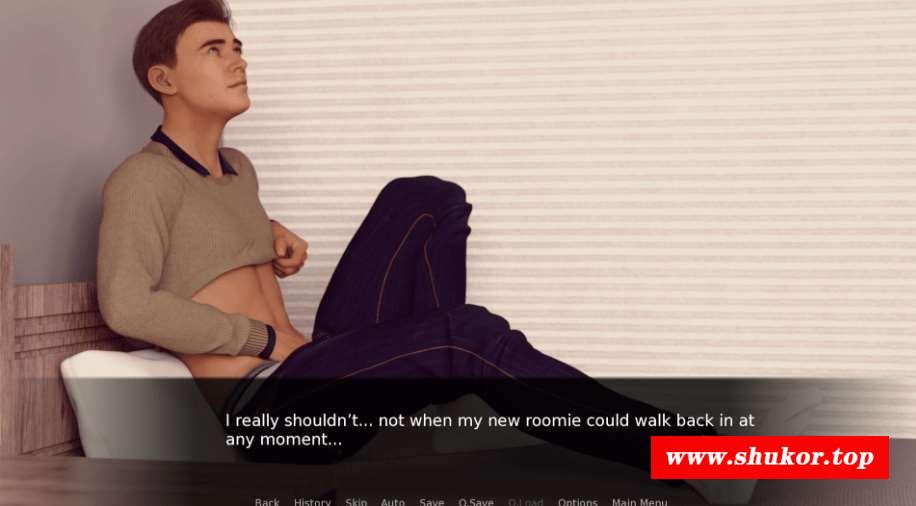 I really shouldn't... not when my new roomie could walk back in at
any moment...
www.shukor.top
Back History Skip Auto Save Q.Save Q.Load Options Main Menu